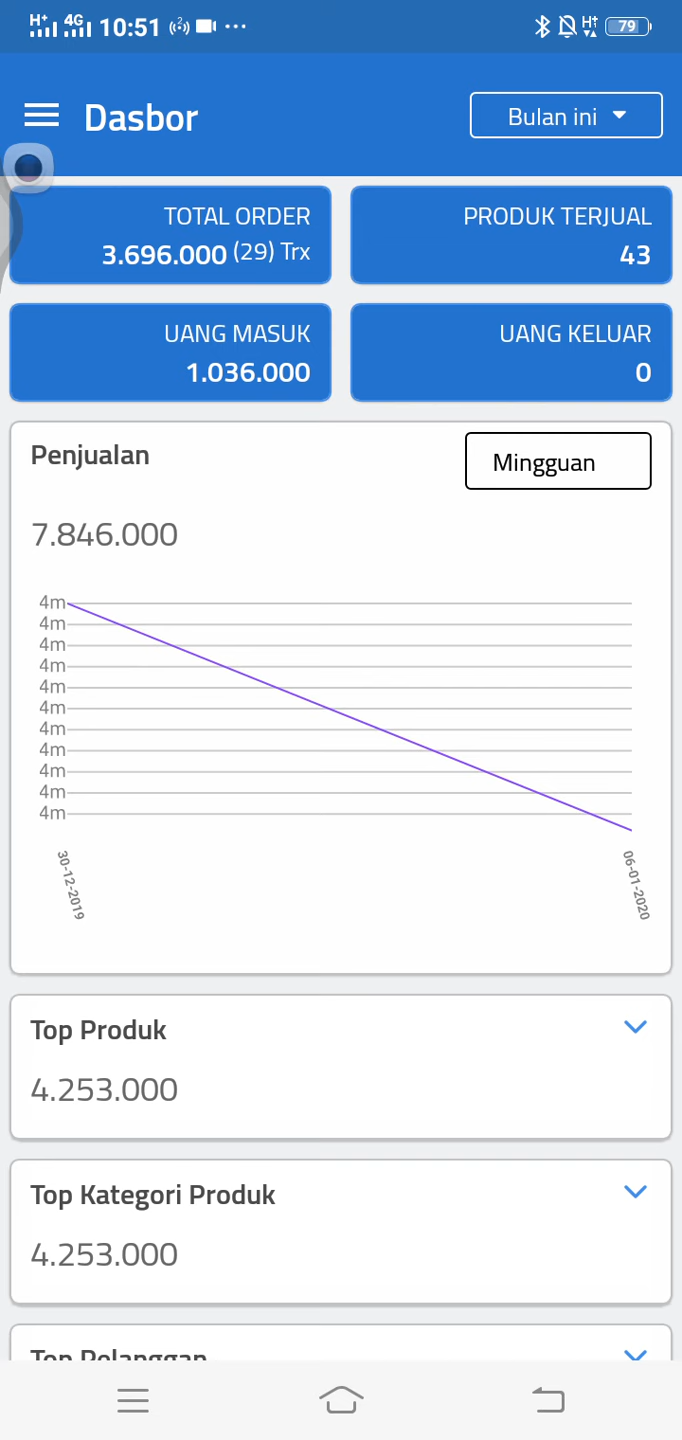 H+ 4G 10:51 79
Dasbor
Bulan ini
TOTAL ORDER
3.696.000 (29) Trx
PRODUK TERJUAL
43
UANG MASUK
1.036.000
UANG KELUAR
0
Penjualan
Mingguan
7.846.000
4m
4m
4m
4m
4m
4m
4m
4m
4m
4m
4m
30-12-2019
06-01-2020
Top Produk
4.253.000
Top Kategori Produk
4.253.000
Top Pelanggan